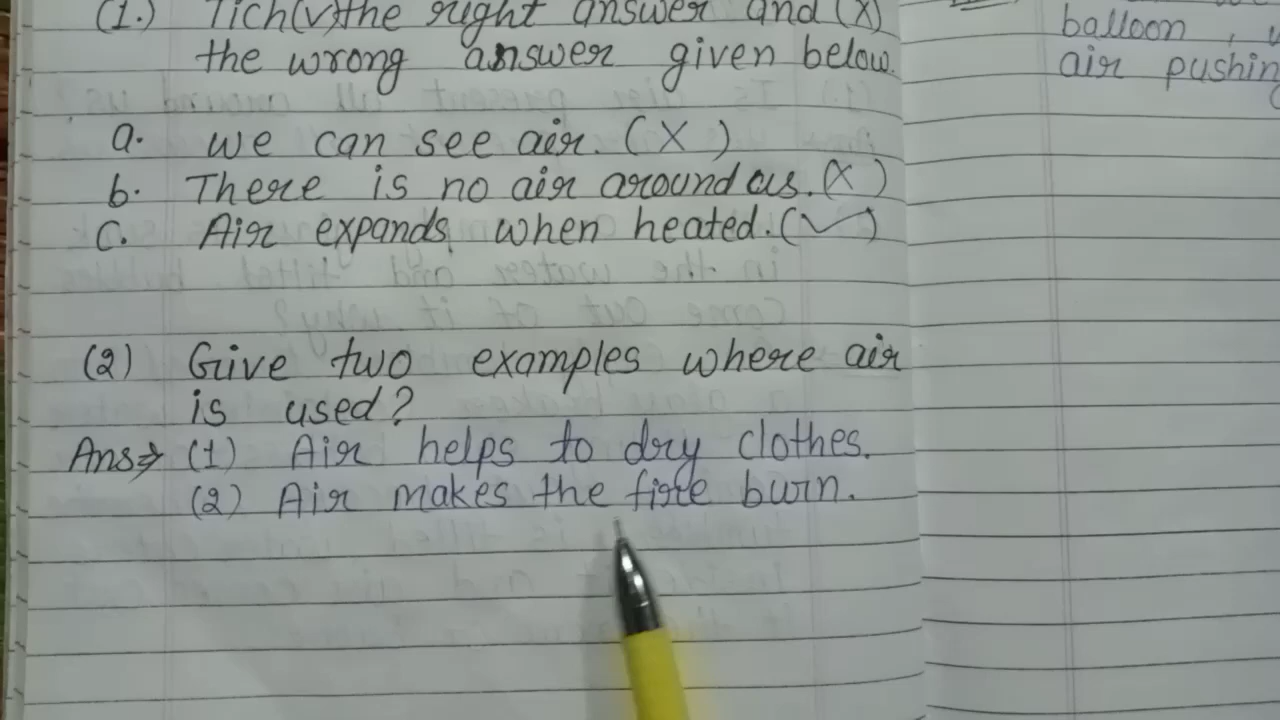 (1.) Tich(✓)the right answer and (X)
the wrong answer given below.
a. we can see air. (X)
b. There is no air around us. (X)
c. Air expands when heated. (✓)
(2) Give two examples where air
is used?
Ans⇒ (1) Air helps to dry clothes.
(2) Air makes the fire burn.
balloon,
air